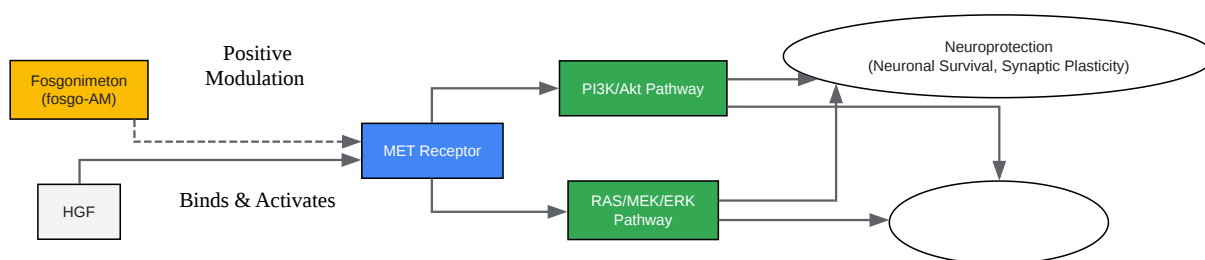 Positive
Modulation
Fosgonimeton
(fosgo-AM)
HGF
Binds & Activates
MET Receptor
PI3K/Akt Pathway
RAS/MEK/ERK
Pathway
Neuroprotection
(Neuronal Survival, Synaptic Plasticity)